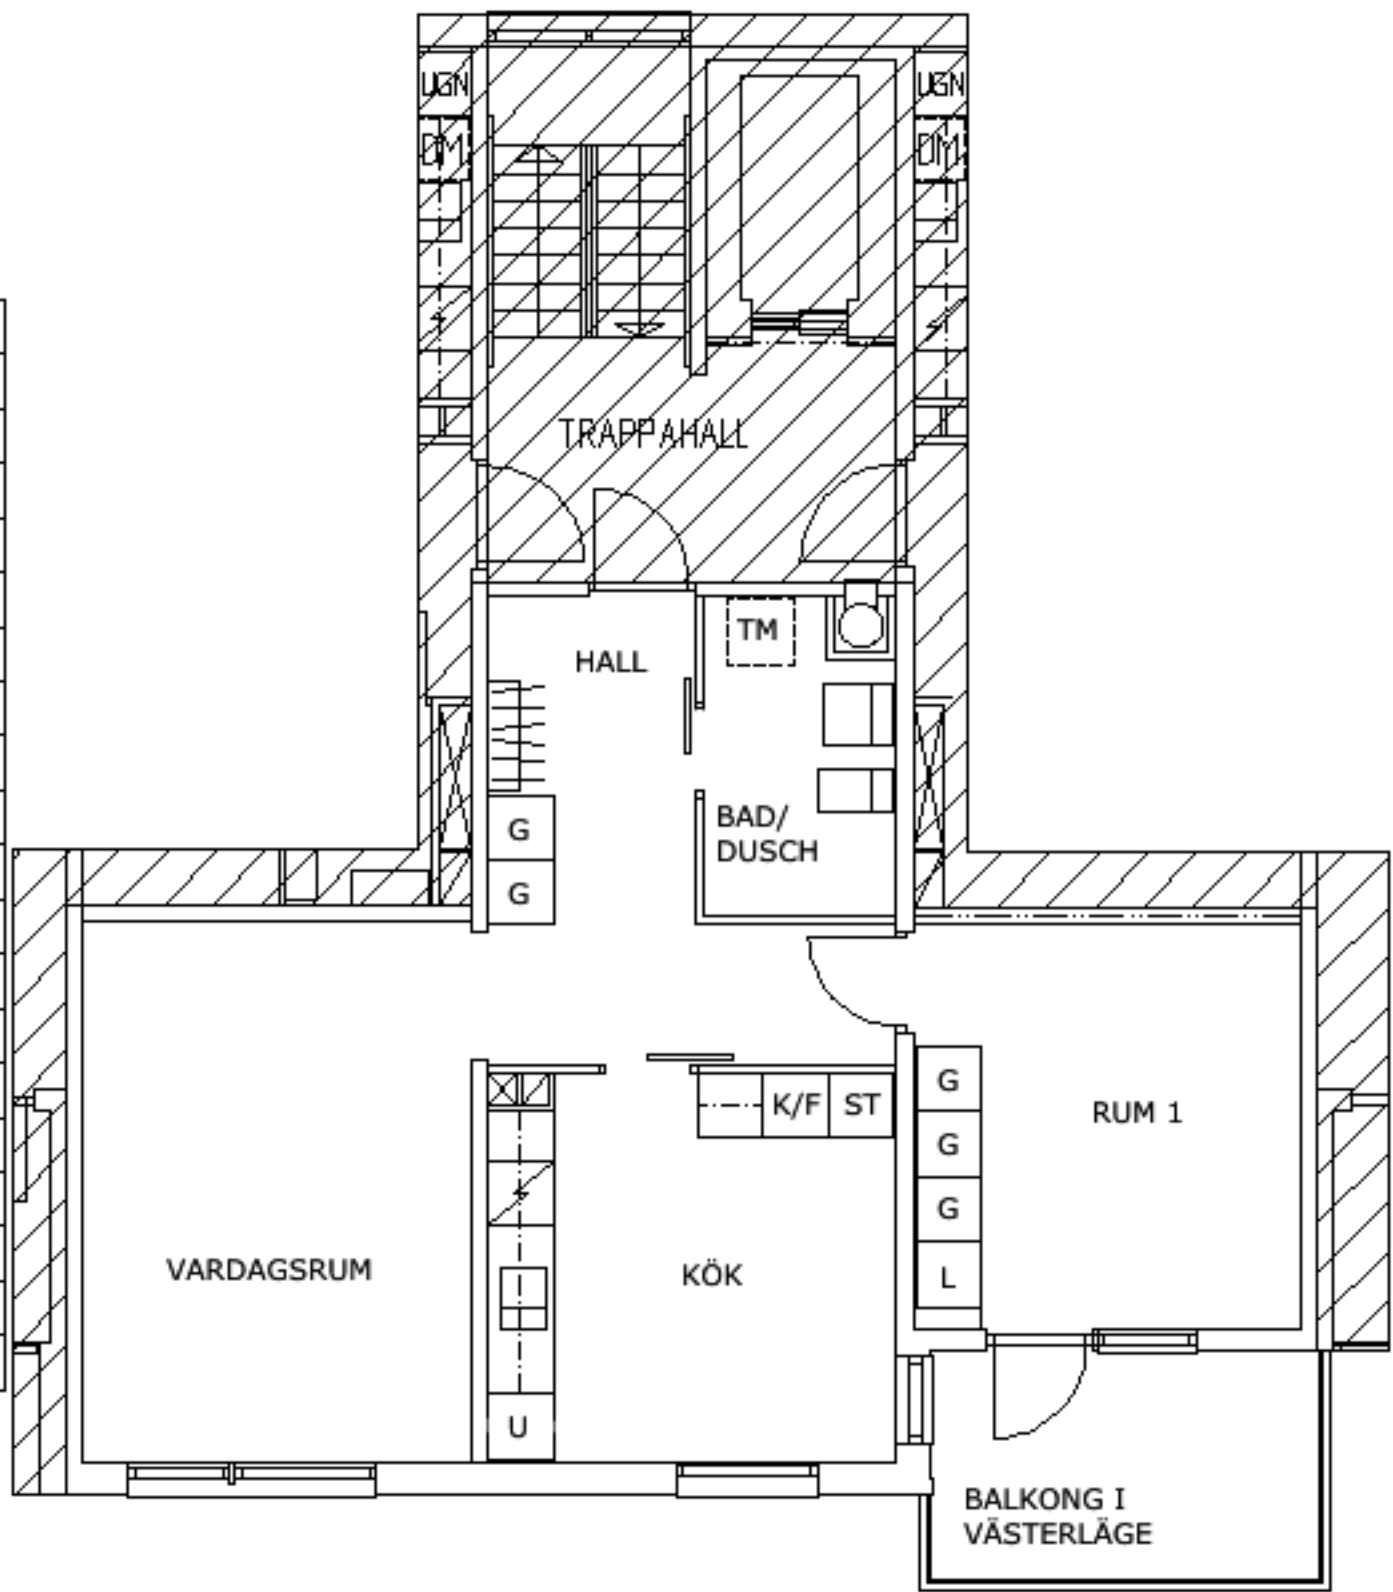 UGN
UGN
DM
DM
TRAPPAHALL
TM
HALL
BAD/
DUSCH
G
G
K/F
ST
G
G
G
L
RUM 1
VARDAGSRUM
KÖK
U
BALKONG I
VÄSTERLÄGE